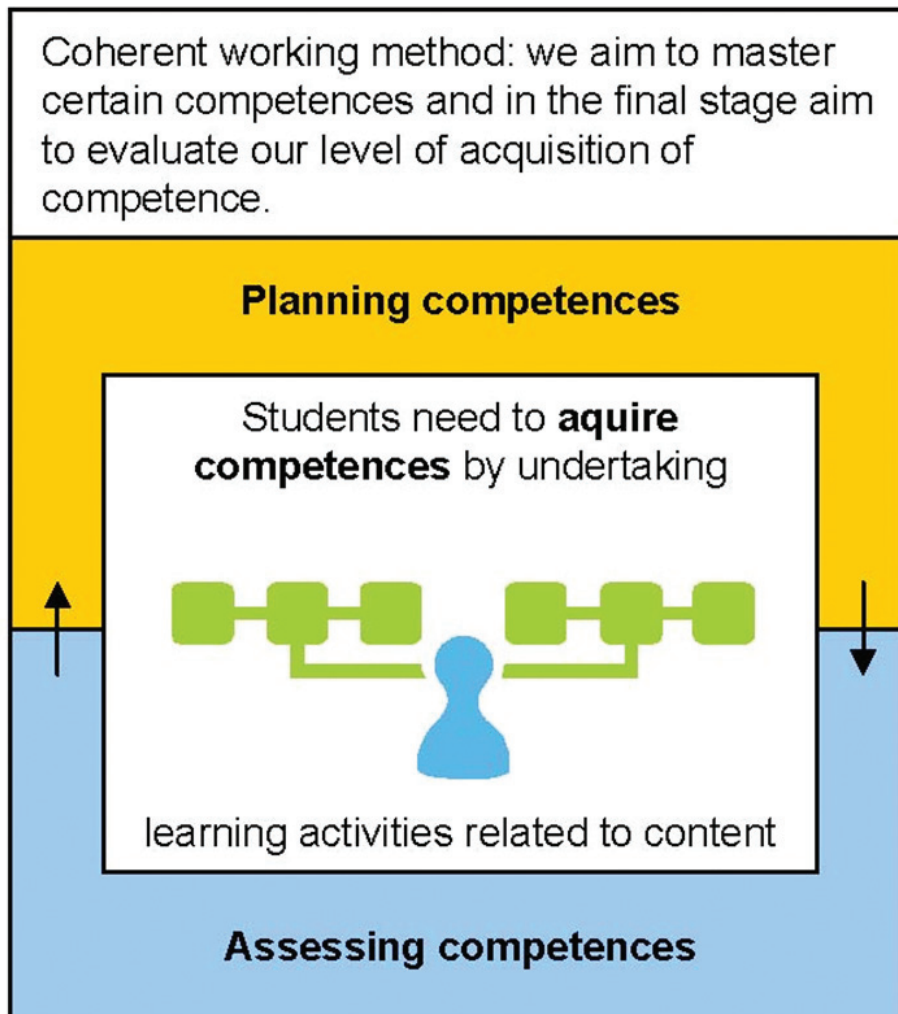 Coherent working method: we aim to master
certain competences and in the final stage aim
to evaluate our level of acquisition of
competence.
Planning competences
Students need to aquire
competences by undertaking
learning activities related to content
Assessing competences